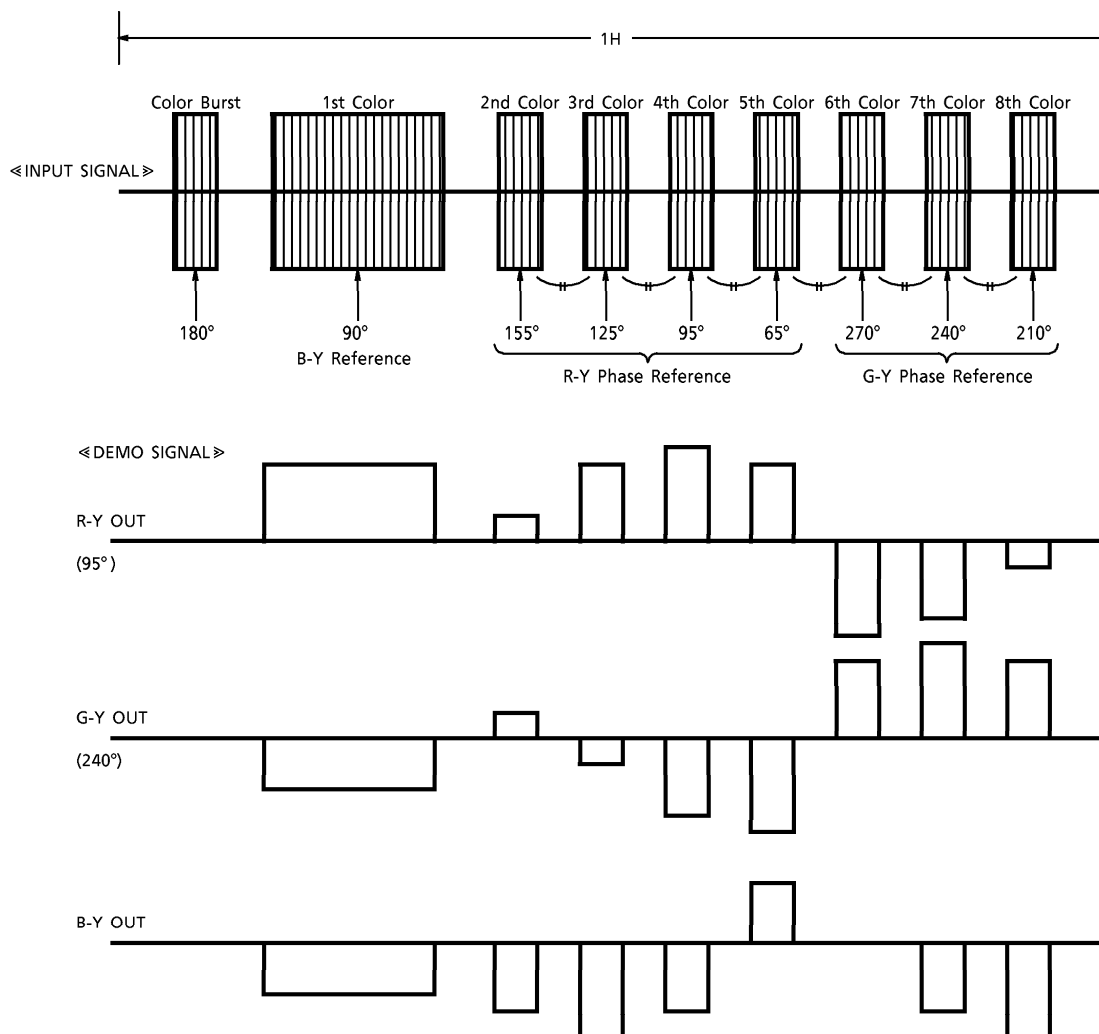 1H
Color Burst 1st Color 2nd Color 3rd Color 4th Color 5th Color 6th Color 7th Color 8th Color
≪INPUT SIGNAL≫
180° 90° 155° 125° 95° 65° 270° 240° 210°
B-Y Reference
R-Y Phase Reference G-Y Phase Reference
≪DEMO SIGNAL≫
R-Y OUT
(95°)
G-Y OUT
(240°)
B-Y OUT